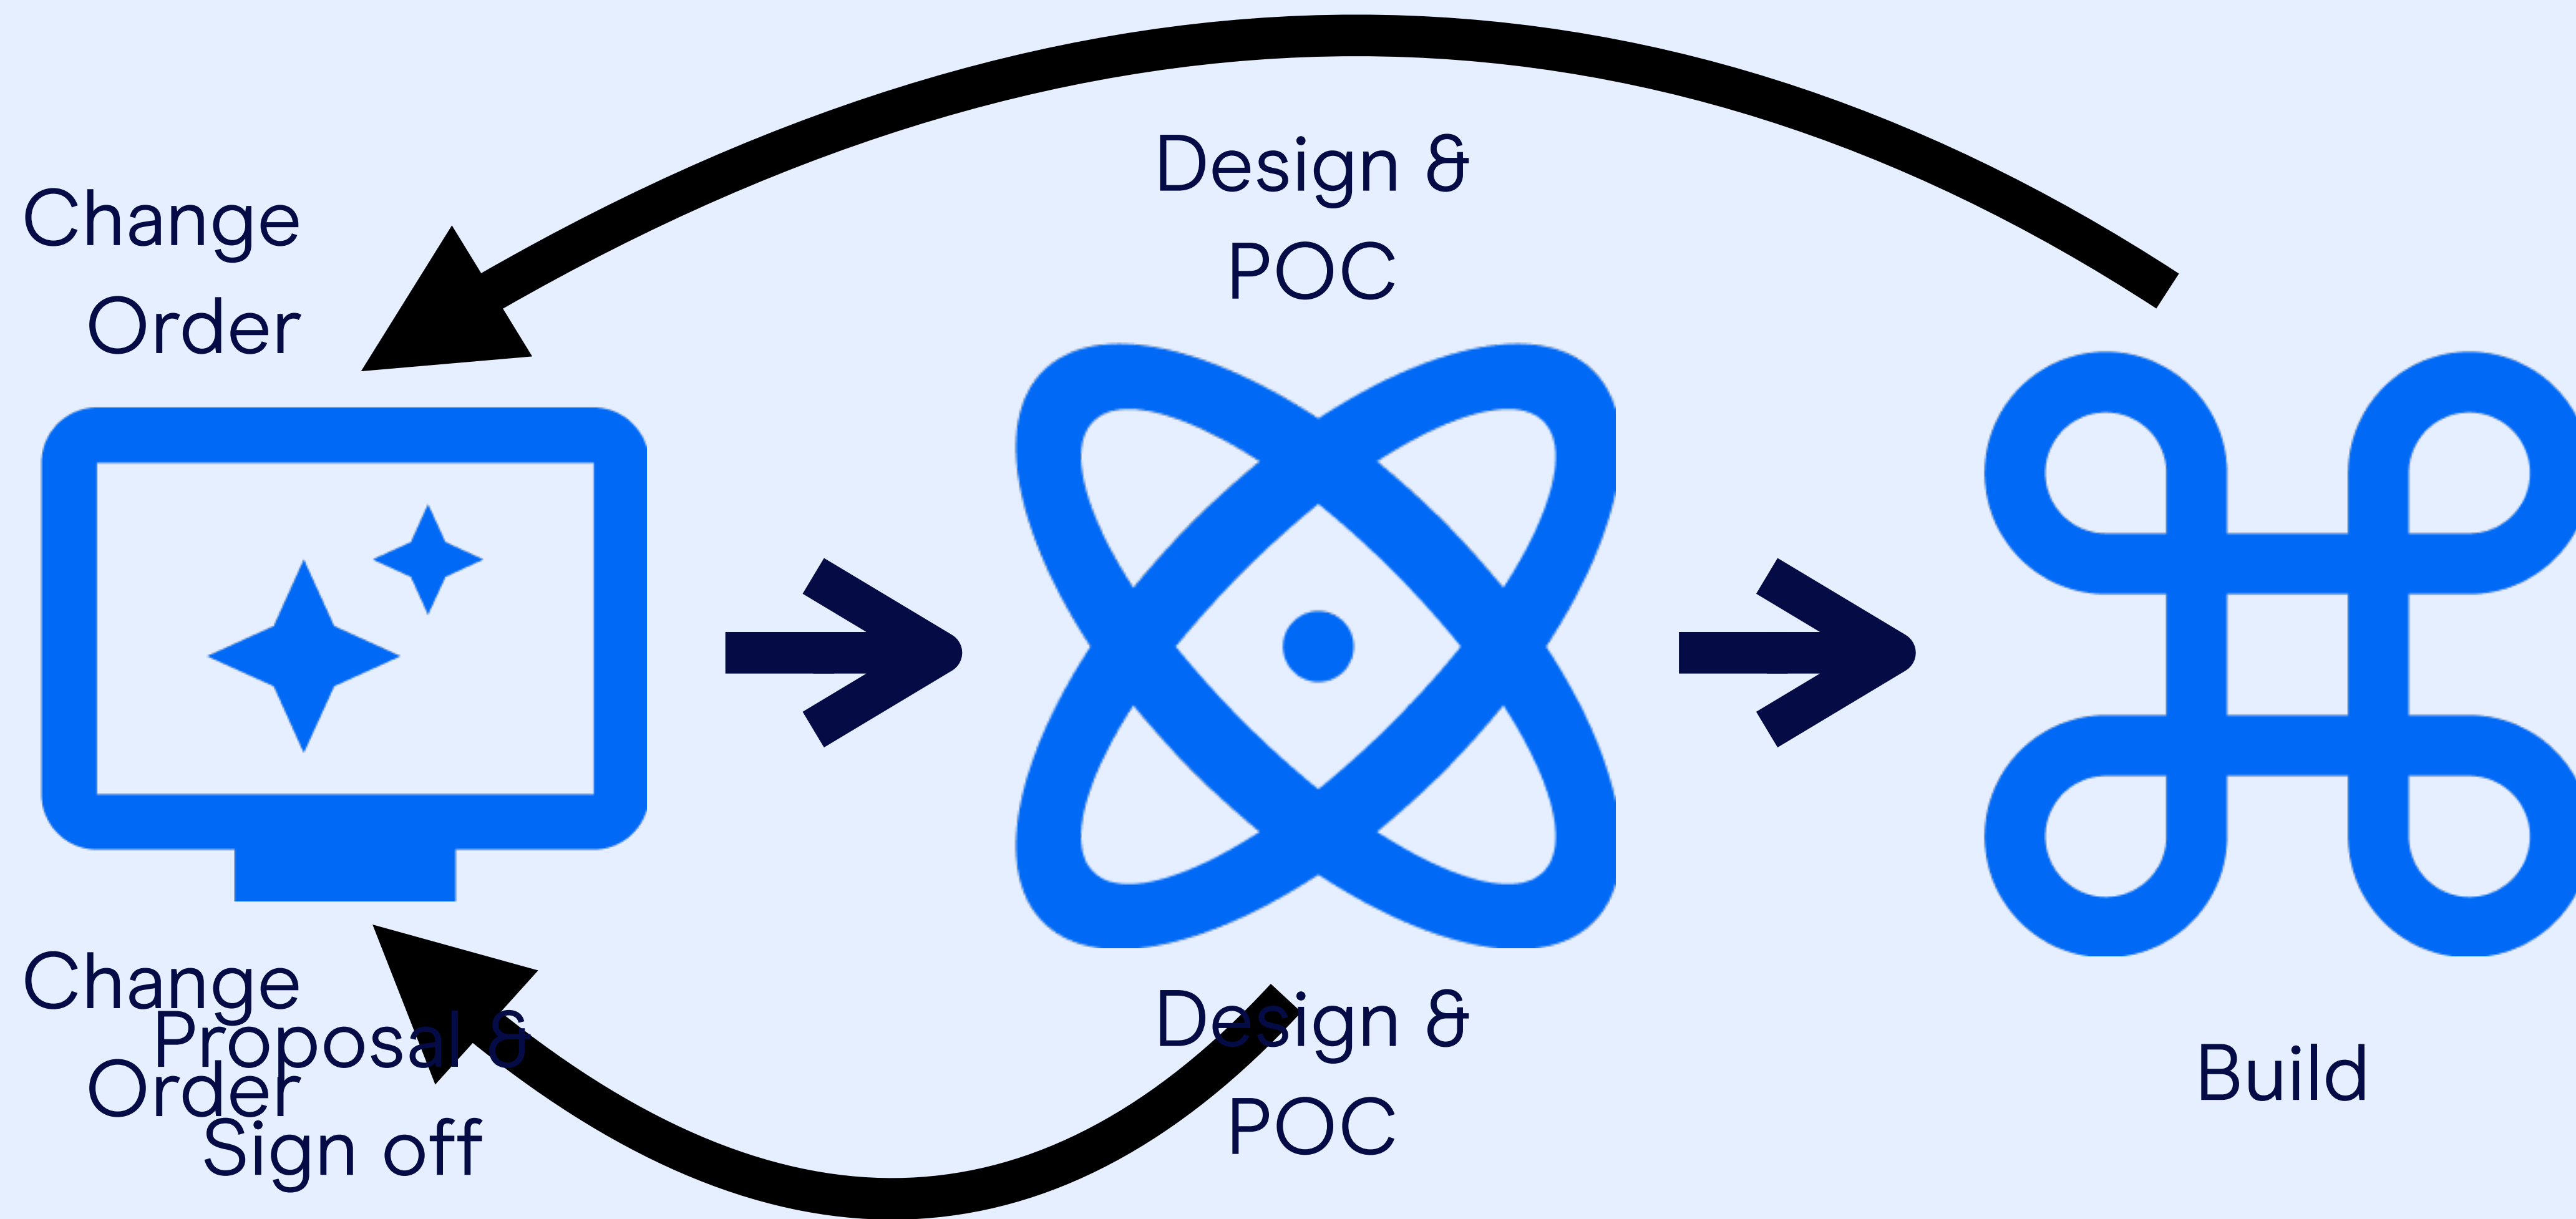 Design &
POC
Change
Order
Change
Order
Proposal &
Sign off
Design &
POC
Build